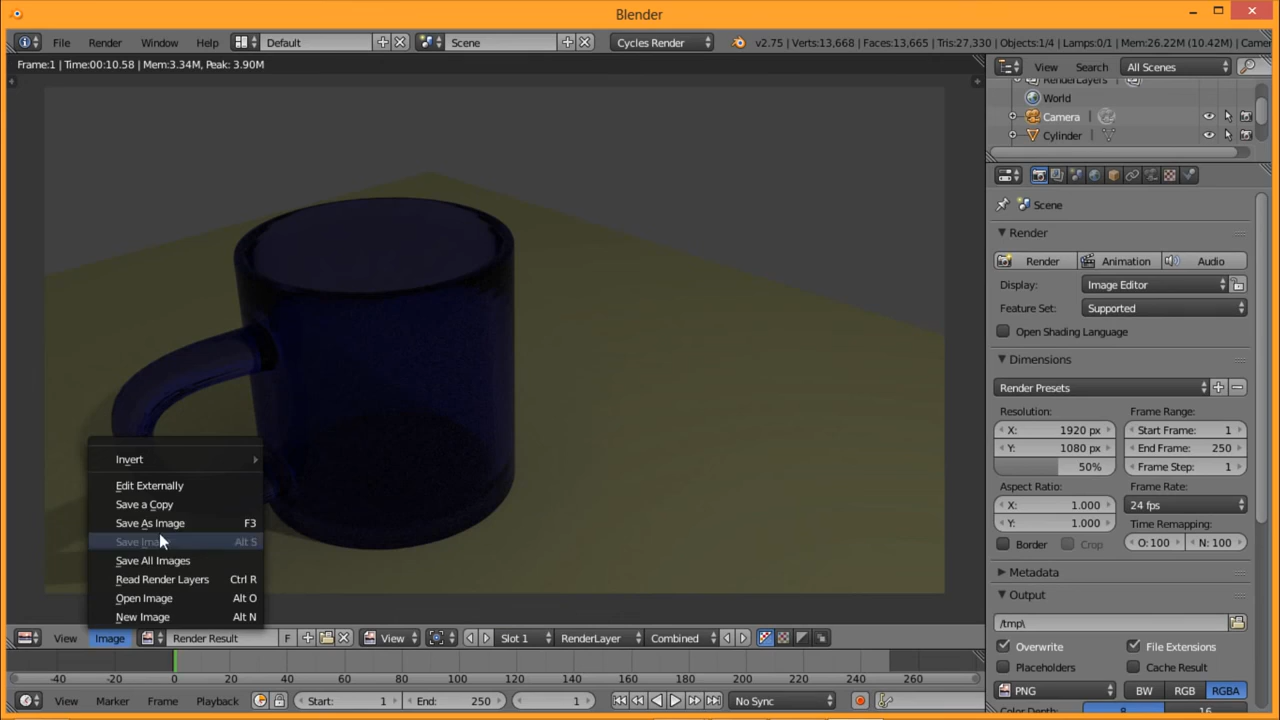 Blender
File Render Window Help Default Scene Cycles Render v2.75 | Verts:13,668 | Faces:13,665 | Tris:27,330 | Objects:1/4 | Lamps:0/1 | Mem:26.22M (10.42M) | Camer
Frame:1 | Time:00:10.58 | Mem:3.34M, Peak: 3.90M
View Search All Scenes
RenderLayers
World
Camera
Cylinder
Scene
Render
Render Animation Audio
Display: Image Editor
Feature Set: Supported
Open Shading Language
Dimensions
Render Presets
Resolution: Frame Range:
X: 1920 px Start Frame: 1
Y: 1080 px End Frame: 250
50% Frame Step: 1
Aspect Ratio: Frame Rate:
X: 1.000 24 fps
Y: 1.000 Time Remapping:
Border Crop O: 100 N: 100
Metadata
Output
/tmp\
Overwrite File Extensions
Placeholders Cache Result
PNG BW RGB RGBA
Color Depth: 8 16
Invert
Edit Externally
Save a Copy
Save As Image F3
Save Image Alt S
Save All Images
Read Render Layers Ctrl R
Open Image Alt O
New Image Alt N
View Image Render Result F View Slot 1 RenderLayer Combined
-40 -20 0 20 40 60 80 100 120 140 160 180 200 220 240 260
View Marker Frame Playback Start: 1 End: 250 1 No Sync